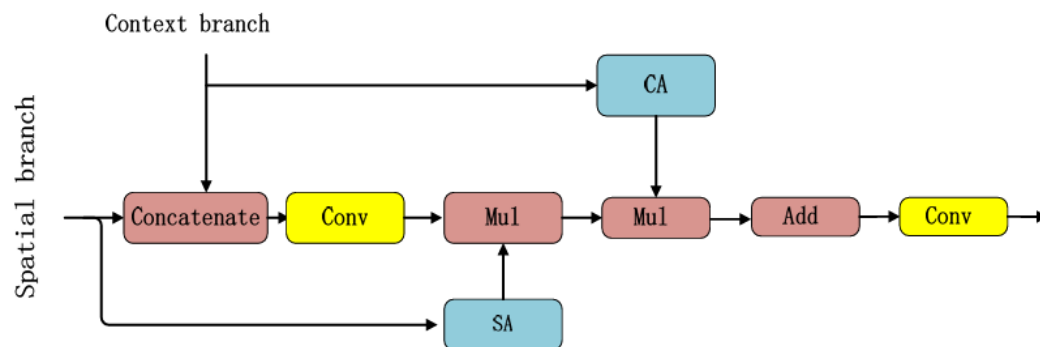 Context branch
CA
Spatial branch
Concatenate
Conv
Mul
Mul
Add
Conv
SA